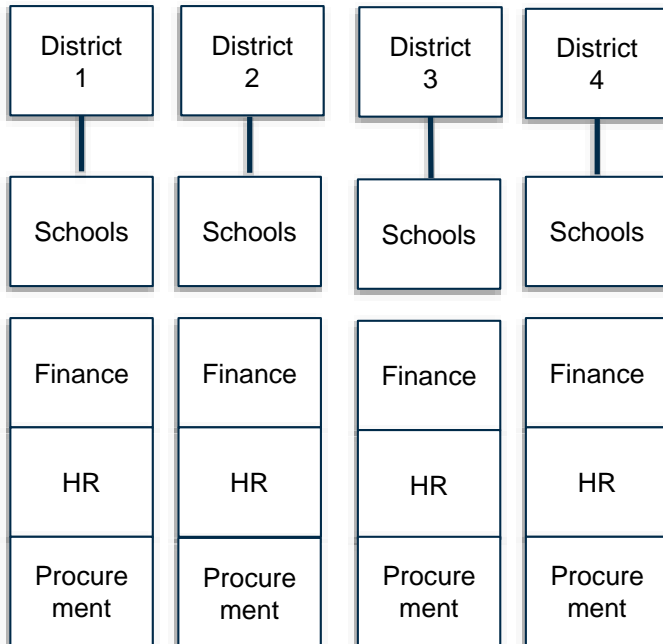 District
1
District
2
District
3
District
4
Schools
Schools
Schools
Schools
Finance
Finance
Finance
Finance
HR
HR
HR
HR
Procure
ment
Procure
ment
Procure
ment
Procure
ment